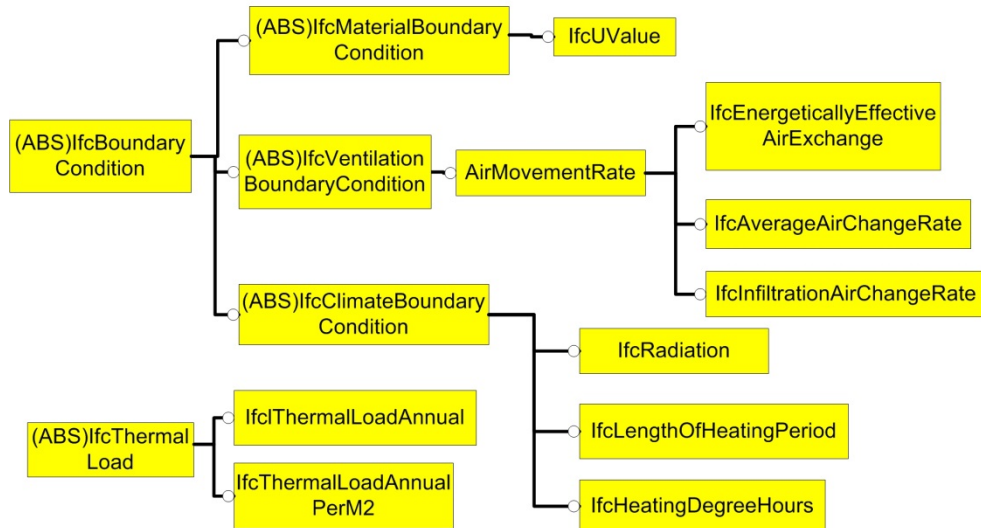 (ABS)IfcMaterialBoundary
Condition
IfcUValue
(ABS)IfcBoundary
Condition
(ABS)IfcVentilation
BoundaryCondition
AirMovementRate
IfcEnergeticallyEffective
AirExchange
IfcAverageAirChangeRate
IfcInfiltrationAirChangeRate
(ABS)IfcClimateBoundary
Condition
IfcRadiation
IfcLengthOfHeatingPeriod
IfcHeatingDegreeHours
(ABS)IfcThermal
Load
IfclThermalLoadAnnual
IfcThermalLoadAnnual
PerM2